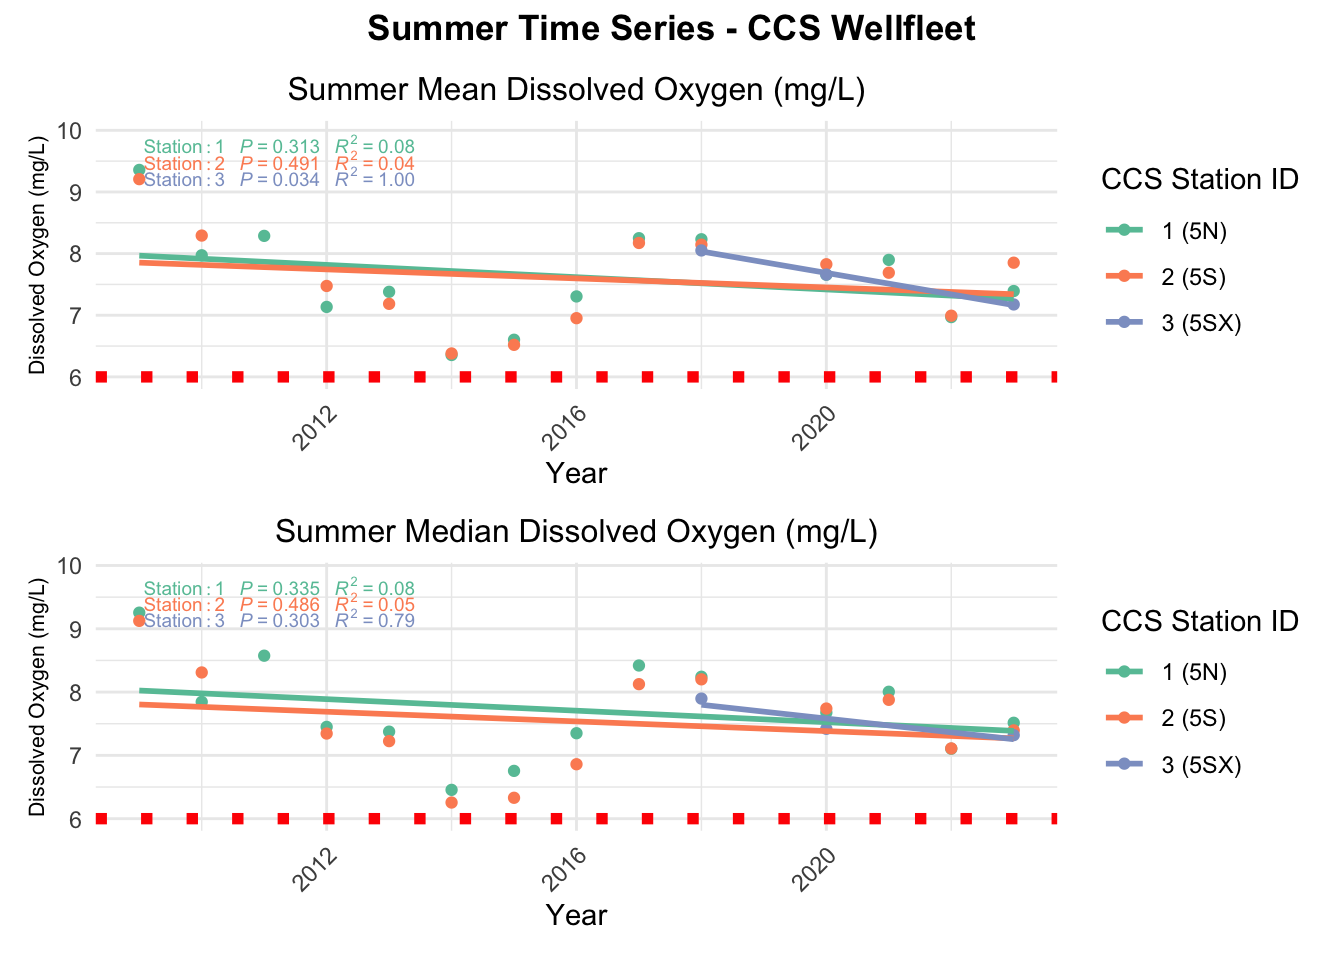 Summer Time Series - CCS Wellfleet
Summer Mean Dissolved Oxygen (mg/L)
Dissolved Oxygen (mg/L)
10
9
8
7
6
Station : 1 P = 0.313 R² = 0.08
Station : 2 P = 0.491 R² = 0.04
Station : 3 P = 0.034 R² = 1.00
2012
2016
2020
Year
CCS Station ID
1 (5N)
2 (5S)
3 (5SX)
Summer Median Dissolved Oxygen (mg/L)
Dissolved Oxygen (mg/L)
10
9
8
7
6
Station : 1 P = 0.335 R² = 0.08
Station : 2 P = 0.486 R² = 0.05
Station : 3 P = 0.303 R² = 0.79
2012
2016
2020
Year
CCS Station ID
1 (5N)
2 (5S)
3 (5SX)